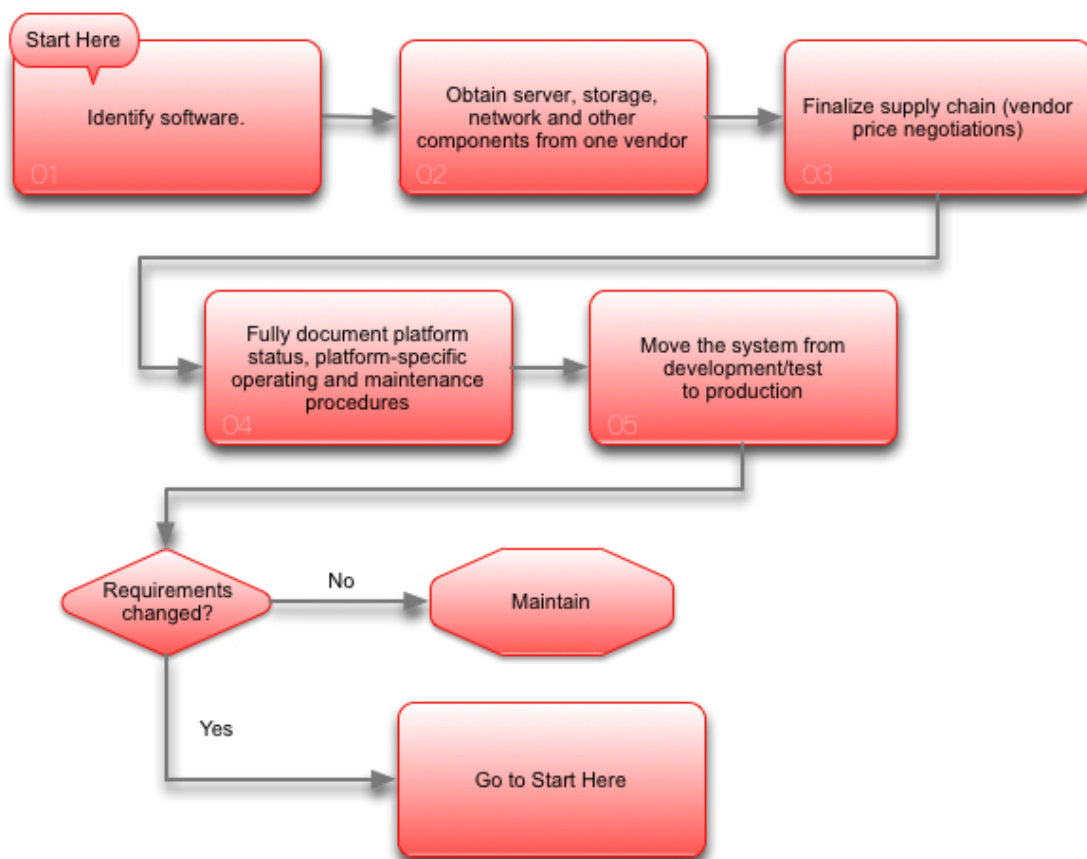 Start Here
Identify software.
01
Obtain server, storage,
network and other
components from one vendor
02
Finalize supply chain (vendor
price negotiations)
03
Fully document platform
status, platform-specific
operating and maintenance
procedures
04
Move the system from
development/test
to production
05
Requirements
changed?
No
Maintain
Yes
Go to Start Here